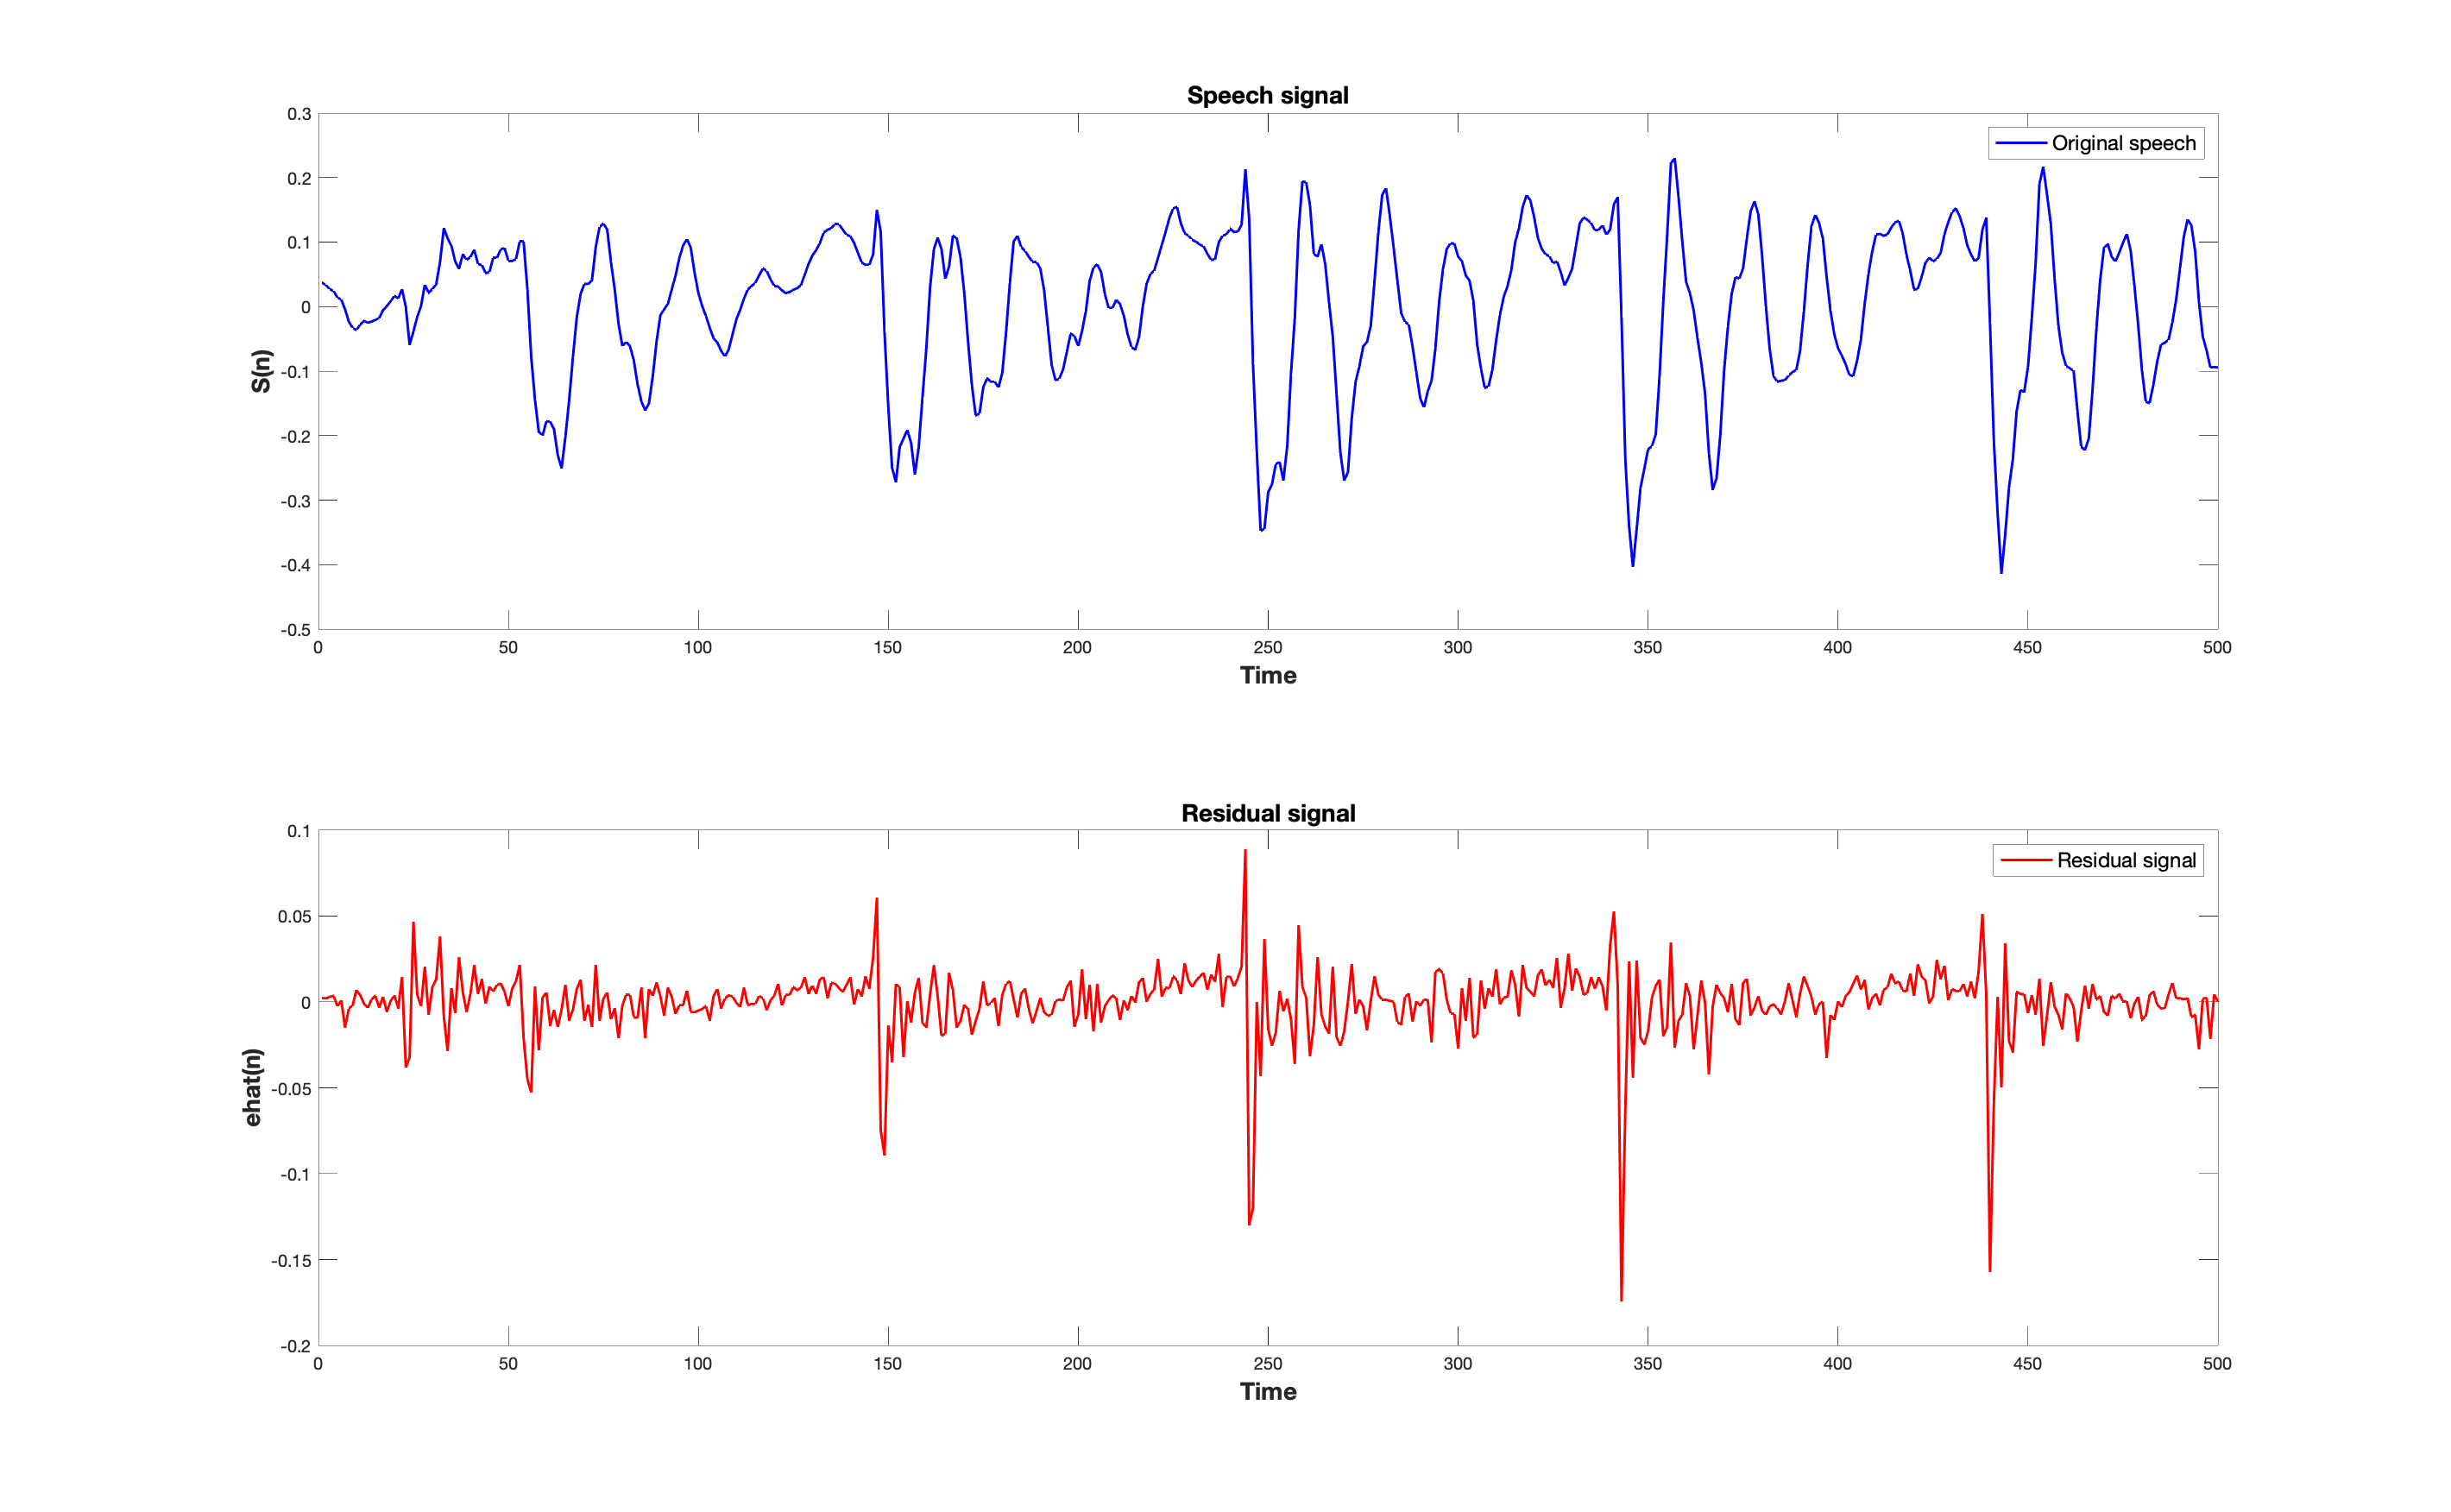 Speech signal
Original speech
0.3
0.2
0.1
0
-0.1
-0.2
-0.3
-0.4
-0.5
S(n)
0 50 100 150 200 250 300 350 400 450 500
Time
Residual signal
Residual signal
0.1
0.05
0
-0.05
-0.1
-0.15
-0.2
ehat(n)
0 50 100 150 200 250 300 350 400 450 500
Time